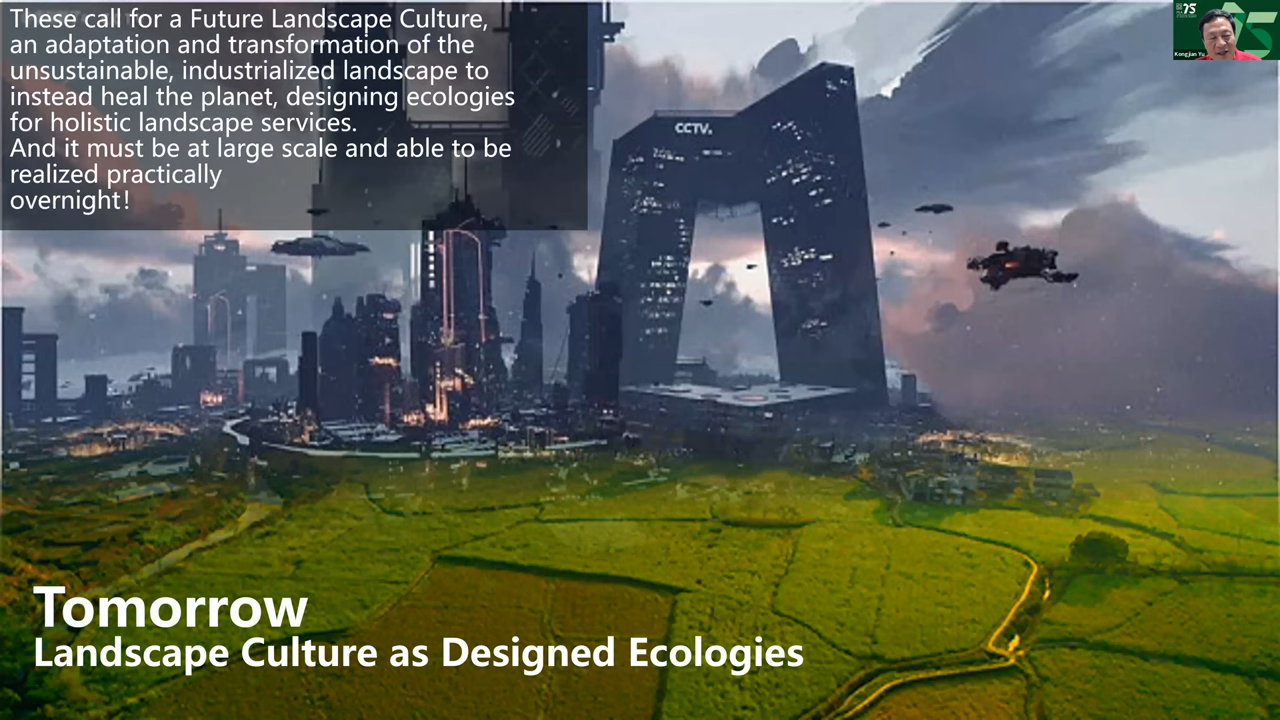 These call for a Future Landscape Culture,
an adaptation and transformation of the
unsustainable, industrialized landscape to
instead heal the planet, designing ecologies
for holistic landscape services.
And it must be at large scale and able to be
realized practically
overnight!
CCTV
75
Kongjian Yu
Tomorrow
Landscape Culture as Designed Ecologies